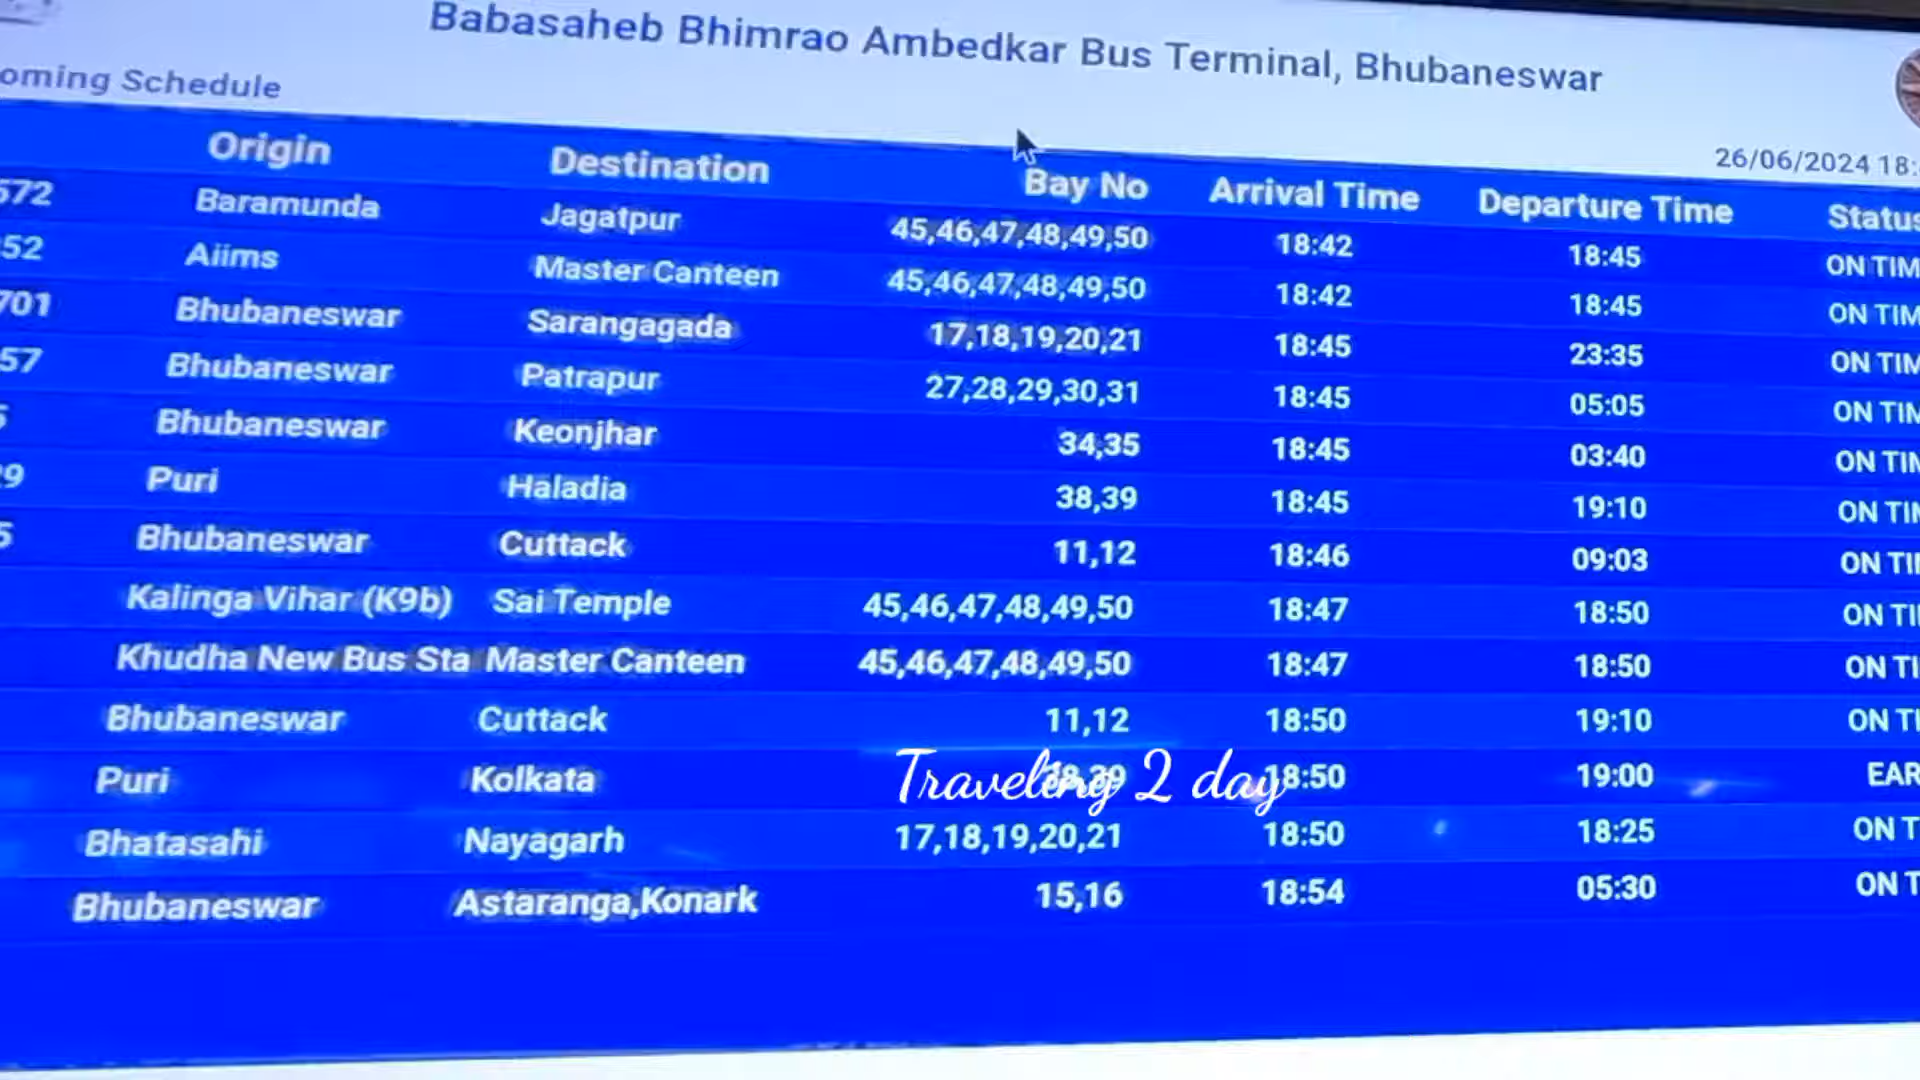 Babasaheb Bhimrao Ambedkar Bus Terminal, Bhubaneswar
oming Schedule
26/06/2024 18:
Origin Destination Bay No Arrival Time Departure Time Status
572 Baramunda Jagatpur 45,46,47,48,49,50 18:42 18:45 ON TIM
52 Aiims Master Canteen 45,46,47,48,49,50 18:42 18:45 ON TIM
701 Bhubaneswar Sarangagada 17,18,19,20,21 18:45 23:35 ON TIM
57 Bhubaneswar Patrapur 27,28,29,30,31 18:45 05:05 ON TIM
5 Bhubaneswar Keonjhar 34,35 18:45 03:40 ON TIM
29 Puri Haladia 38,39 18:45 19:10 ON TIM
5 Bhubaneswar Cuttack 11,12 18:46 09:03 ON TI
Kalinga Vihar (K9b) Sai Temple 45,46,47,48,49,50 18:47 18:50 ON TI
Khudha New Bus Sta Master Canteen 45,46,47,48,49,50 18:47 18:50 ON TI
Bhubaneswar Cuttack 11,12 18:50 19:10 ON TI
Puri Kolkata 38,39 18:50 19:00 EAR
Traveling 2 day
Bhatasahi Nayagarh 17,18,19,20,21 18:50 18:25 ON T
Bhubaneswar Astaranga,Konark 15,16 18:54 05:30 ON T